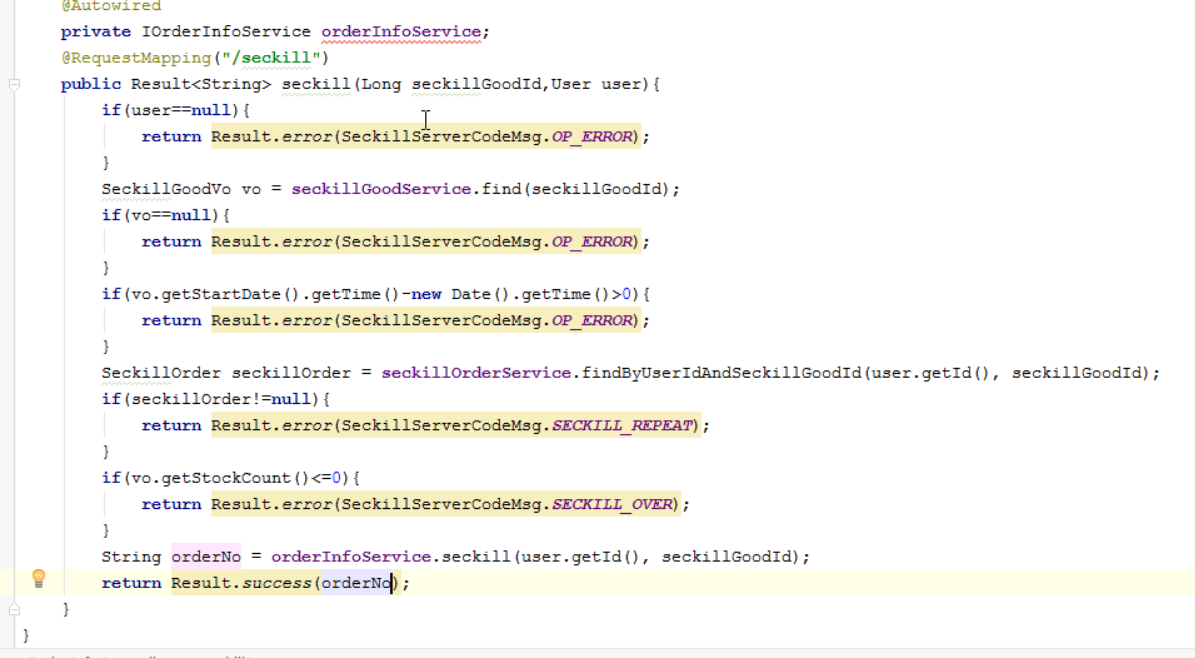 @Autowired
private IOrderInfoService orderInfoService;
@RequestMapping("/seckill")
public Result<String> seckill(Long seckillGoodId,User user){
if(user==null){
return Result.error(SeckillServerCodeMsg.OP_ERROR);
}
SeckillGoodVo vo = seckillGoodService.find(seckillGoodId);
if(vo==null){
return Result.error(SeckillServerCodeMsg.OP_ERROR);
}
if(vo.getStartDate().getTime()-new Date().getTime()>0){
return Result.error(SeckillServerCodeMsg.OP_ERROR);
}
SeckillOrder seckillOrder = seckillOrderService.findByUserIdAndSeckillGoodId(user.getId(), seckillGoodId);
if(seckillOrder!=null){
return Result.error(SeckillServerCodeMsg.SECKILL_REPEAT);
}
if(vo.getStockCount()<=0){
return Result.error(SeckillServerCodeMsg.SECKILL_OVER);
}
String orderNo = orderInfoService.seckill(user.getId(), seckillGoodId);
return Result.success(orderNo);
}
}